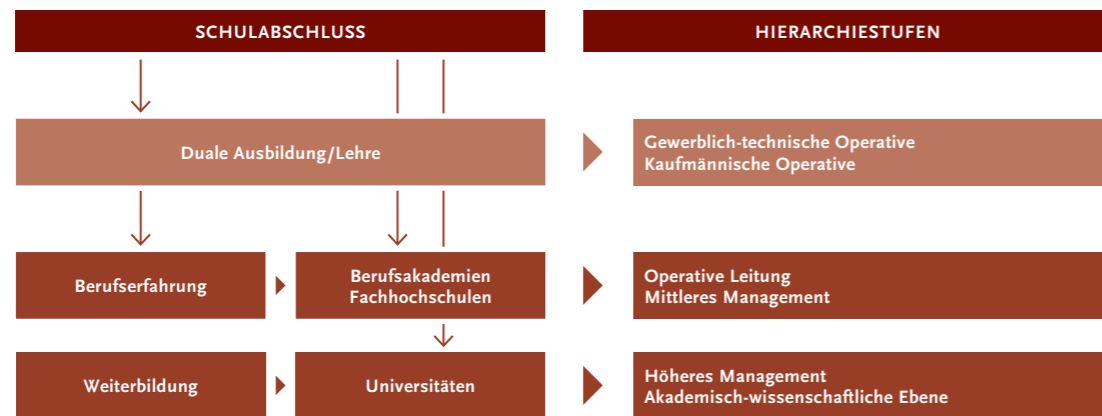 SCHULABSCHLUSS
HIERARCHIESTUFEN
Duale Ausbildung/Lehre
Gewerblich-technische Operative
Kaufmännische Operative
Berufserfahrung
Berufsakademien
Fachhochschulen
Operative Leitung
Mittleres Management
Weiterbildung
Universitäten
Höheres Management
Akademisch-wissenschaftliche Ebene